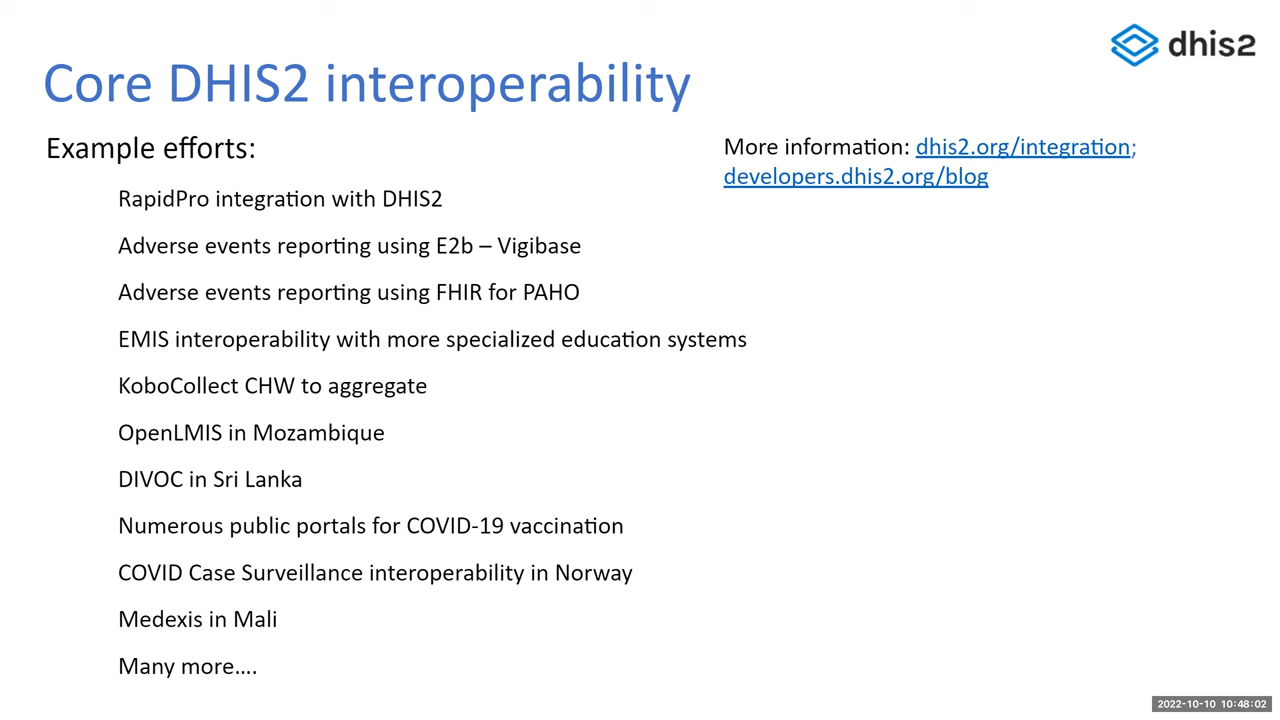 dhis2
Core DHIS2 interoperability
Example efforts:
RapidPro integration with DHIS2
Adverse events reporting using E2b – Vigibase
Adverse events reporting using FHIR for PAHO
EMIS interoperability with more specialized education systems
KoboCollect CHW to aggregate
OpenLMIS in Mozambique
DIVOC in Sri Lanka
Numerous public portals for COVID-19 vaccination
COVID Case Surveillance interoperability in Norway
Medexis in Mali
Many more....
More information: dhis2.org/integration;
developers.dhis2.org/blog
2022-10-10 10:48:02